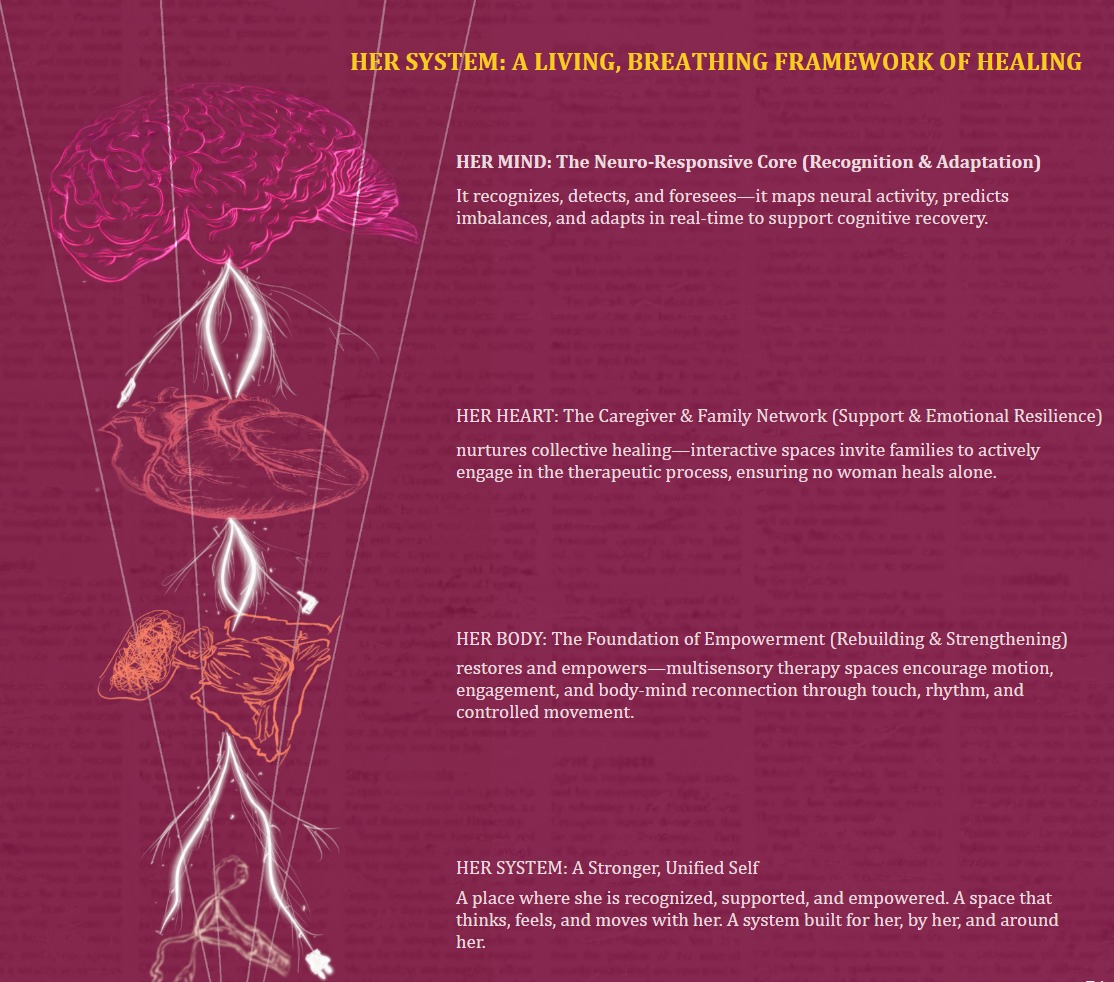 HER SYSTEM: A LIVING, BREATHING FRAMEWORK OF HEALING
HER MIND: The Neuro-Responsive Core (Recognition & Adaptation)
It recognizes, detects, and foresees—it maps neural activity, predicts
imbalances, and adapts in real-time to support cognitive recovery.
HER HEART: The Caregiver & Family Network (Support & Emotional Resilience)
nurtures collective healing—interactive spaces invite families to actively
engage in the therapeutic process, ensuring no woman heals alone.
HER BODY: The Foundation of Empowerment (Rebuilding & Strengthening)
restores and empowers—multisensory therapy spaces encourage motion,
engagement, and body-mind reconnection through touch, rhythm, and
controlled movement.
HER SYSTEM: A Stronger, Unified Self
A place where she is recognized, supported, and empowered. A space that
thinks, feels, and moves with her. A system built for her, by her, and around
her.